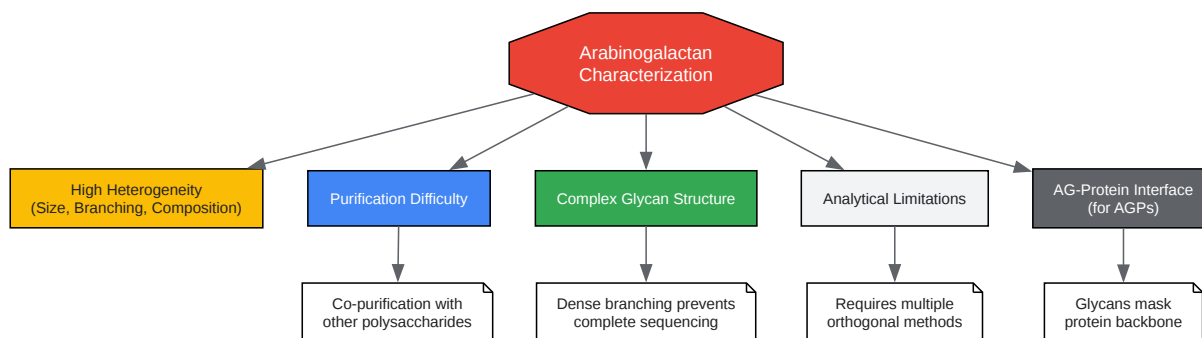 Arabinogalactan
Characterization
High Heterogeneity
(Size, Branching, Composition)
Purification Difficulty
Complex Glycan Structure
Analytical Limitations
AG-Protein Interface
(for AGPs)
Co-purification with
other polysaccharides
Dense branching prevents
complete sequencing
Requires multiple
orthogonal methods
Glycans mask
protein backbone